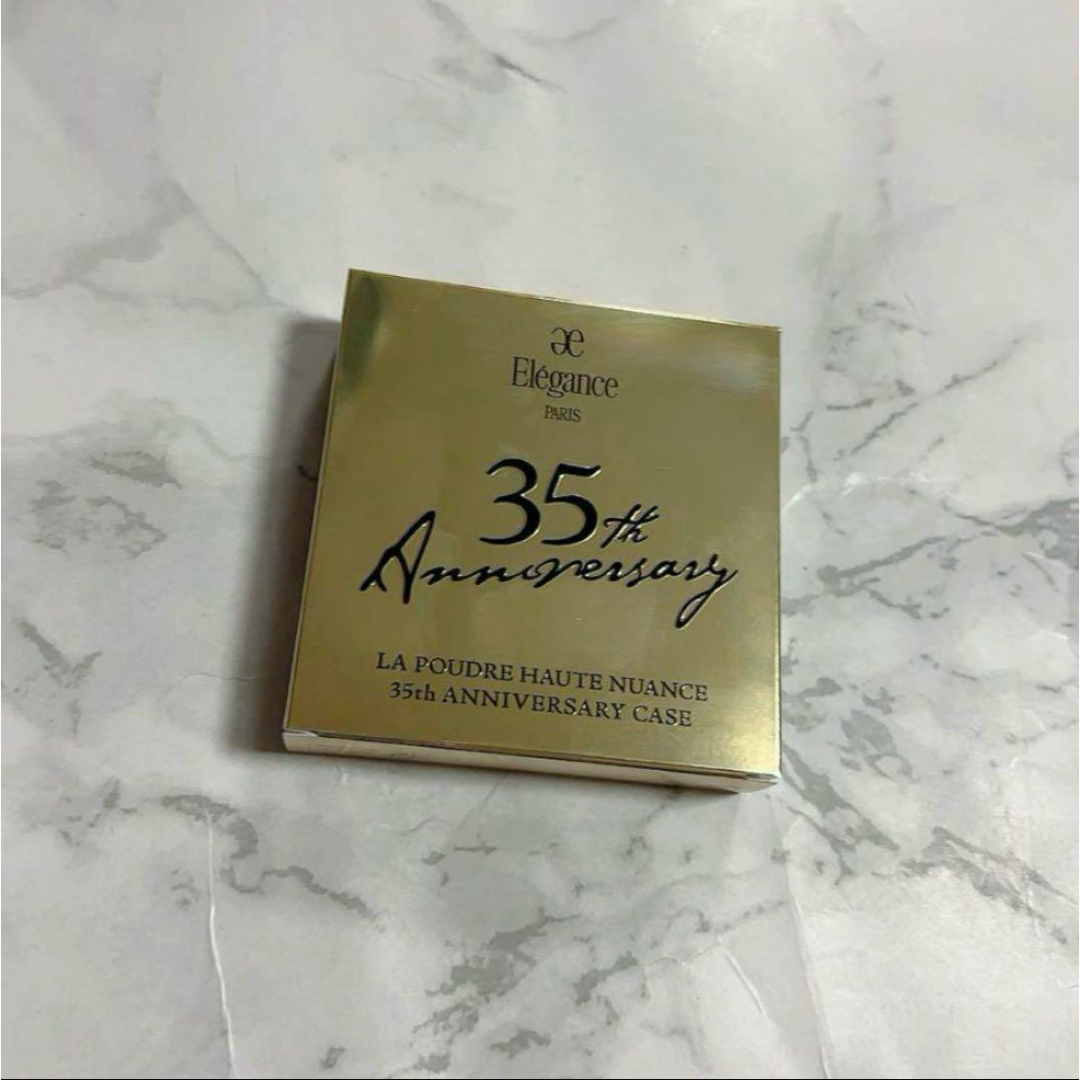 æ
Elégance
PARIS
35th
Anniversary
LA POUDRE HAUTE NUANCE
35th ANNIVERSARY CASE